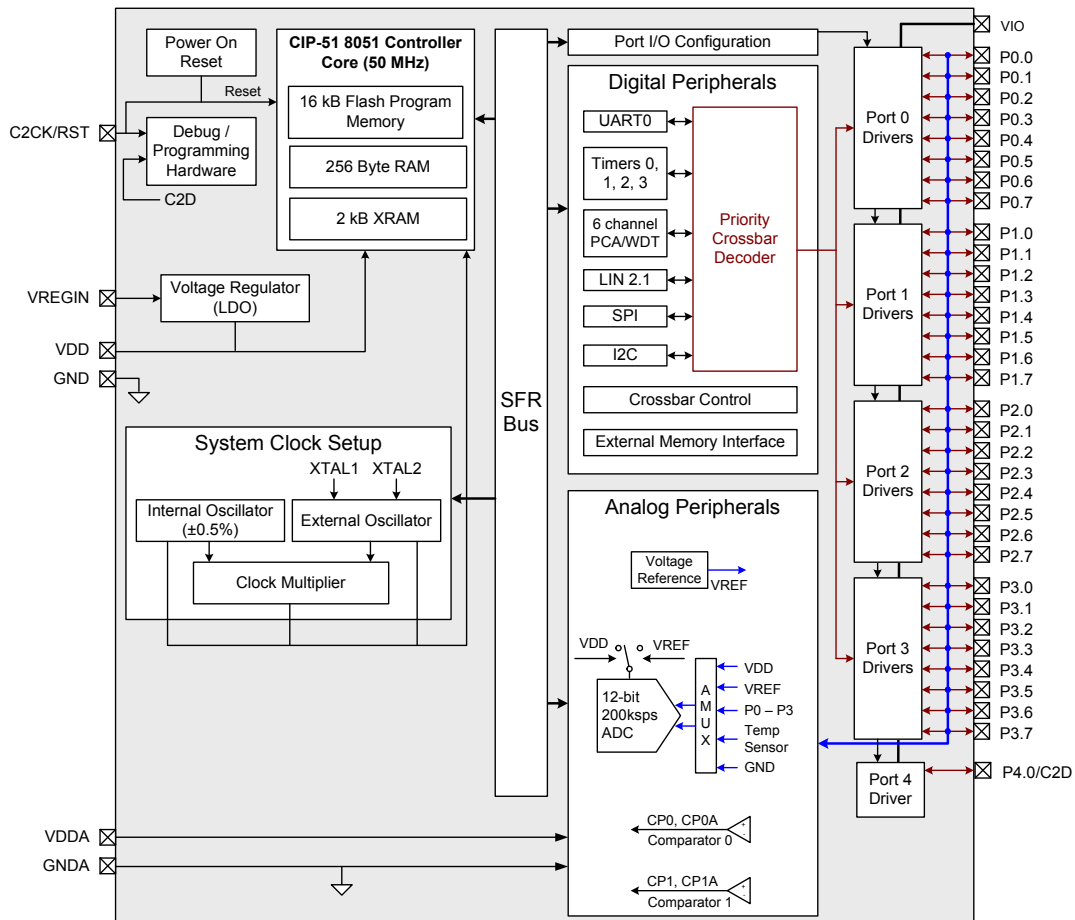 Power On
Reset
Reset
C2CK/RST
Debug /
Programming
Hardware
C2D
CIP-51 8051 Controller
Core (50 MHz)
16 kB Flash Program
Memory
256 Byte RAM
2 kB XRAM
VREGIN
Voltage Regulator
(LDO)
VDD
GND
System Clock Setup
XTAL1
XTAL2
Internal Oscillator
(±0.5%)
External Oscillator
Clock Multiplier
VDDA
GNDA
SFR
Bus
Port I/O Configuration
Digital Peripherals
UART0
Timers 0,
1, 2, 3
6 channel
PCA/WDT
LIN 2.1
SPI
I2C
Priority
Crossbar
Decoder
Crossbar Control
External Memory Interface
Analog Peripherals
Voltage
Reference
VREF
VDD
VREF
12-bit
200ksps
ADC
A
M
U
X
VDD
VREF
P0 – P3
Temp
Sensor
GND
CP0, CP0A
+
-
Comparator 0
CP1, CP1A
+
-
Comparator 1
Port 0
Drivers
Port 1
Drivers
Port 2
Drivers
Port 3
Drivers
Port 4
Driver
VIO
P0.0
P0.1
P0.2
P0.3
P0.4
P0.5
P0.6
P0.7
P1.0
P1.1
P1.2
P1.3
P1.4
P1.5
P1.6
P1.7
P2.0
P2.1
P2.2
P2.3
P2.4
P2.5
P2.6
P2.7
P3.0
P3.1
P3.2
P3.3
P3.4
P3.5
P3.6
P3.7
P4.0/C2D